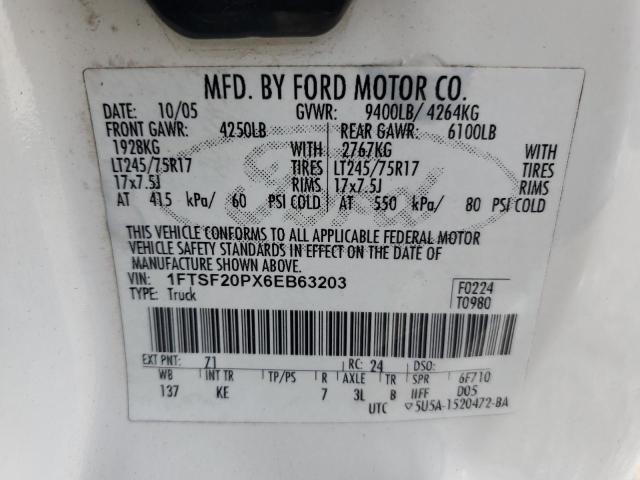 MFD. BY FORD MOTOR CO.
DATE: 10/05 GVWR: 9400LB/ 4264KG
FRONT GAWR: 4250LB REAR GAWR: 6100LB
1928KG WITH 2767KG WITH
LT245/75R17 TIRES LT245/75R17 TIRES
17x7.5J RIMS 17x7.5J RIMS
AT 415 kPa/ 60 PSI COLD AT 550 kPa/ 80 PSI COLD
Ford
THIS VEHICLE CONFORMS TO ALL APPLICABLE FEDERAL MOTOR
VEHICLE SAFETY STANDARDS IN EFFECT ON THE DATE OF
MANUFACTURE SHOWN ABOVE.
VIN: 1FTSF20PX6EB63203 F0224
TYPE: Truck T0980
EXT PNT: 71 RC: 24 DSO:
WB INT TR TP/PS R AXLE TR SPR 6F710
137 KE 7 3L B IIFF D05
UTC ▽5U5A-1520472-BA